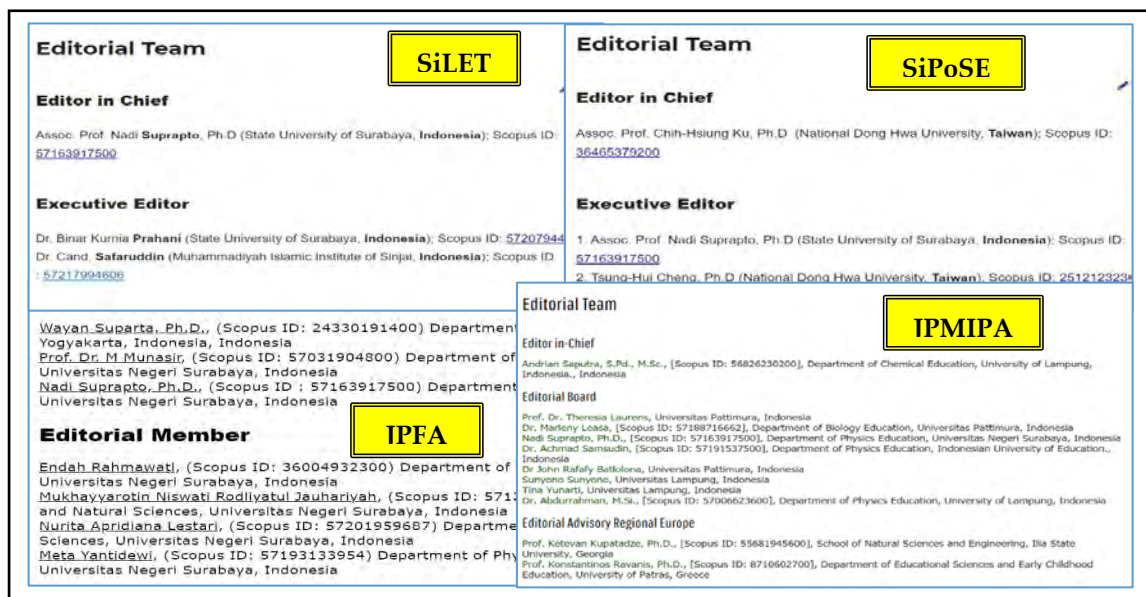 Editorial Team
SiLET
Editor in Chief
Assoc. Prof. Nadi Suprapto, Ph.D (State University of Surabaya, Indonesia); Scopus ID:
57163917500
Executive Editor
Dr. Binar Kurnia Prahani (State University of Surabaya, Indonesia); Scopus ID: 57207944
Dr. Cand. Safaruddin (Muhammadiyah Islamic Institute of Sinjai, Indonesia); Scopus ID
: 57217994606
Editorial Team
SiPoSE
Editor in Chief
Assoc. Prof. Chih-Hsiung Ku, Ph.D (National Dong Hwa University, Taiwan); Scopus ID:
36465379200
Executive Editor
1. Assoc. Prof. Nadi Suprapto, Ph.D (State University of Surabaya, Indonesia); Scopus ID:
57163917500
2. Tsung-Hui Cheng, Ph.D (National Dong Hwa University, Taiwan), Scopus ID: 251212323
Wayan Suparta, Ph.D., (Scopus ID: 24330191400) Department
Yogyakarta, Indonesia, Indonesia
Prof. Dr. M Munasir, (Scopus ID: 57031904800) Department of
Universitas Negeri Surabaya, Indonesia
Nadi Suprapto, Ph.D., (Scopus ID : 57163917500) Department
Universitas Negeri Surabaya, Indonesia
JPFA
Editorial Member
Endah Rahmawati, (Scopus ID: 36004932300) Department of
Universitas Negeri Surabaya, Indonesia
Mukhayyarotin Niswati Rodliyatul Jauhariyah, (Scopus ID: 571
and Natural Sciences, Universitas Negeri Surabaya, Indonesia
Nurita Apridiana Lestari, (Scopus ID: 57201959687) Departme
Sciences, Universitas Negeri Surabaya, Indonesia
Meta Yantidewi, (Scopus ID: 57193133954) Department of Phy
Universitas Negeri Surabaya, Indonesia
Editorial Team
JPMIPA
Editor in-Chief
Andrian Saputra, S.Pd., M.Sc., [Scopus ID: 56826230200], Department of Chemical Education, University of Lampung,
Indonesia., Indonesia
Editorial Board
Prof. Dr. Theresia Laurens, Universitas Pattimura, Indonesia
Dr. Marleny Leasa, [Scopus ID: 57188716662], Department of Biology Education, Universitas Pattimura, Indonesia
Nadi Suprapto, Ph.D., [Scopus ID: 57163917500], Department of Physics Education, Universitas Negeri Surabaya, Indonesia
Dr. Achmad Samsudin, [Scopus ID: 57191537500], Department of Physics Education, Indonesian University of Education.,
Indonesia
Dr John Rafafy Batlolona, Universitas Pattimura, Indonesia
Sunyono Sunyono, Universitas Lampung, Indonesia
Tina Yunarti, Universitas Lampung, Indonesia
Dr. Abdurrahman, M.Si., [Scopus ID: 57006623600], Department of Physics Education, University of Lampung, Indonesia
Editorial Advisory Regional Europe
Prof. Ketevan Kupatadze, Ph.D., [Scopus ID: 55681945600], School of Natural Sciences and Engineering, Ilia State
University, Georgia
Prof. Konstantinos Ravanis, Ph.D., [Scopus ID: 8710602700], Department of Educational Sciences and Early Childhood
Education, University of Patras, Greece